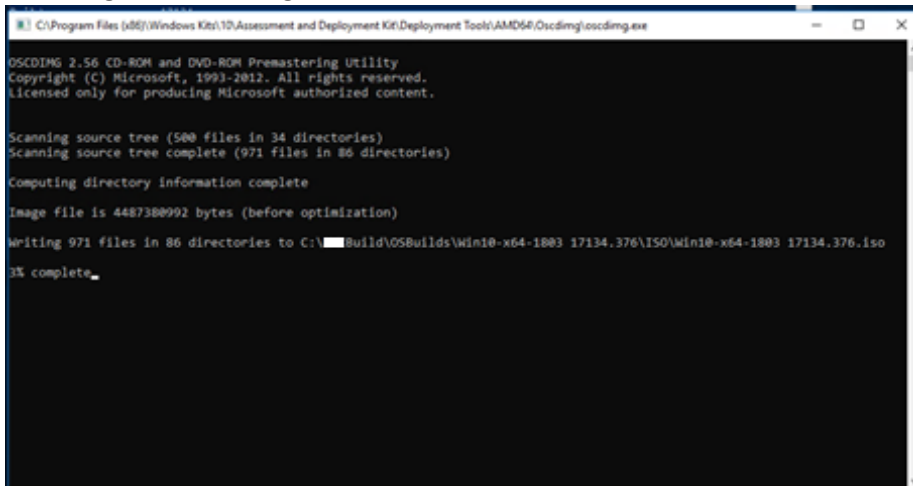 C:\Program Files (x86)\Windows Kits\10\Assessment and Deployment Kit\Deployment Tools\AMD64\Oscdimg\oscdimg.exe
OSCDIMG 2.56 CD-ROM and DVD-ROM Premastering Utility
Copyright (C) Microsoft, 1993-2012. All rights reserved.
Licensed only for producing Microsoft authorized content.
Scanning source tree (500 files in 34 directories)
Scanning source tree complete (971 files in 86 directories)
Computing directory information complete
Image file is 4487380992 bytes (before optimization)
Writing 971 files in 86 directories to C:\ Build\OSBuilds\Win10-x64-1803 17134.376\ISO\Win10-x64-1803 17134.376.iso
3% complete